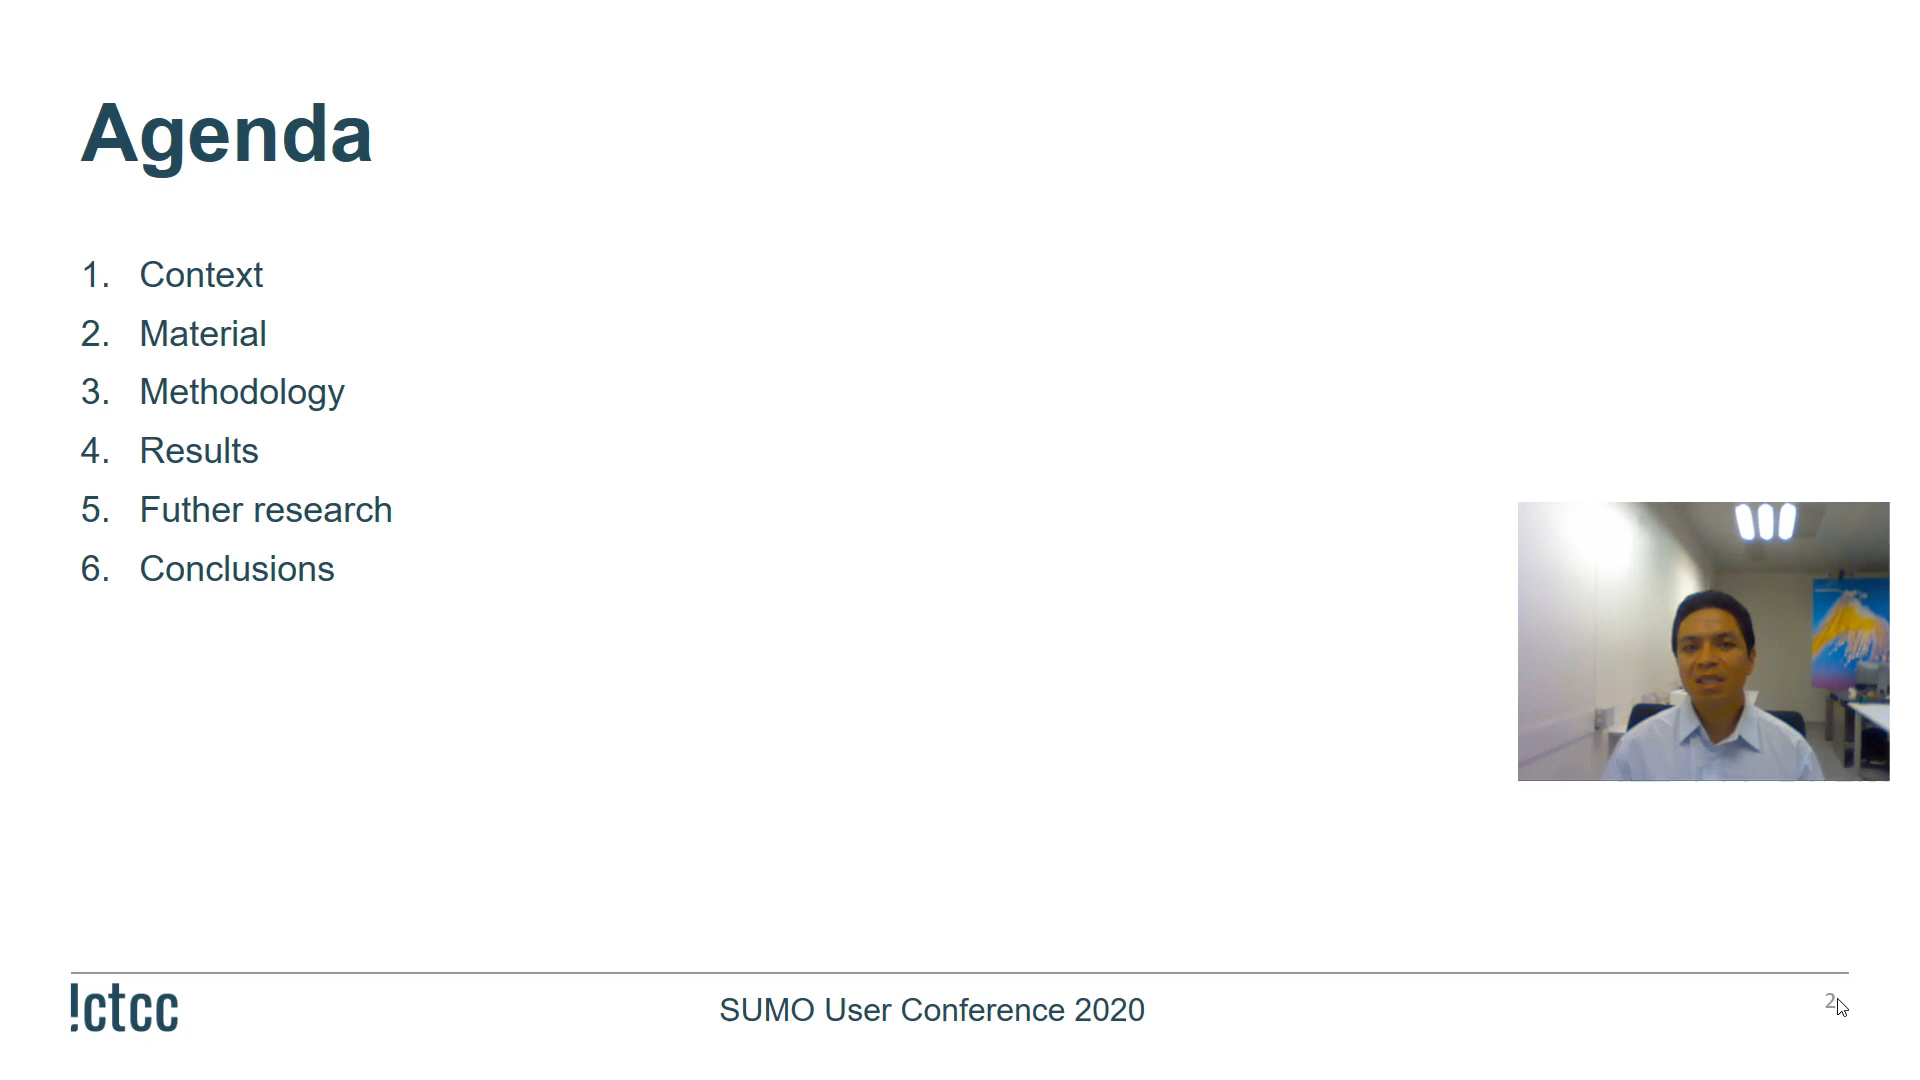 Agenda
1. Context
2. Material
3. Methodology
4. Results
5. Futher research
6. Conclusions
!ctcc
SUMO User Conference 2020
2